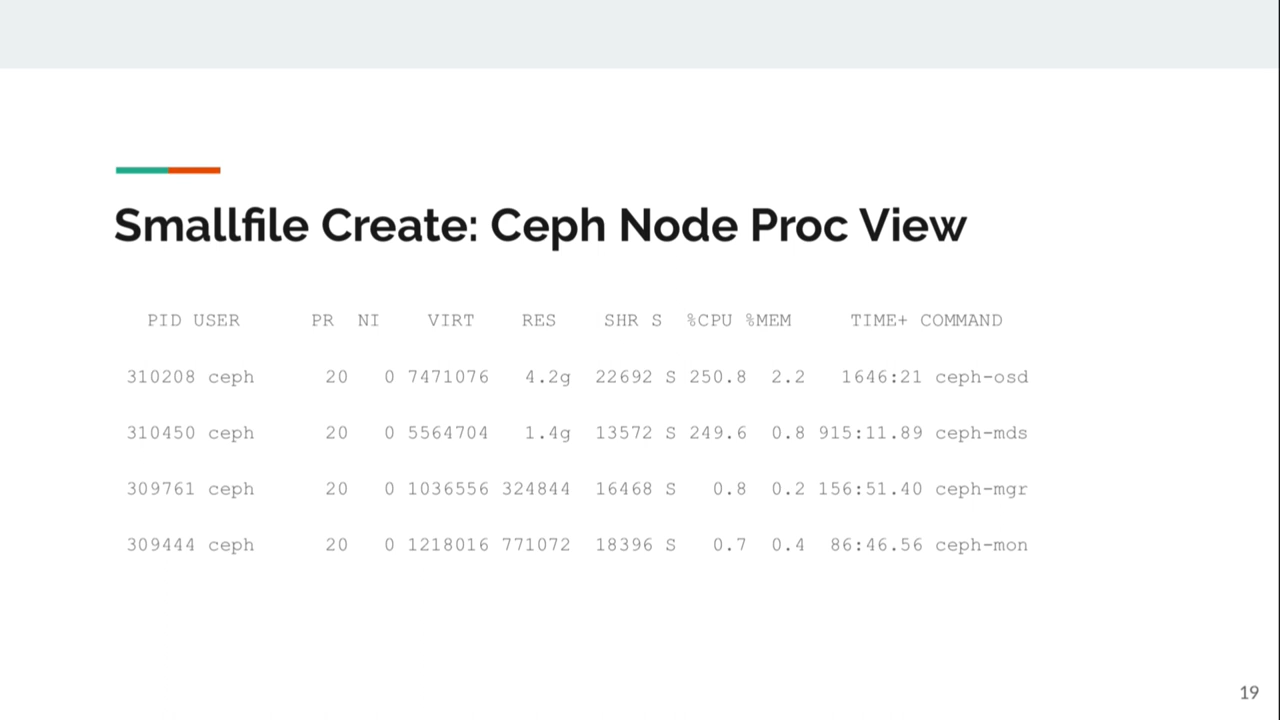 Smallfile Create: Ceph Node Proc View
PID USER PR NI VIRT RES SHR S %CPU %MEM TIME+ COMMAND
310208 ceph 20 0 7471076 4.2g 22692 S 250.8 2.2 1646:21 ceph-osd
310450 ceph 20 0 5564704 1.4g 13572 S 249.6 0.8 915:11.89 ceph-mds
309761 ceph 20 0 1036556 324844 16468 S 0.8 0.2 156:51.40 ceph-mgr
309444 ceph 20 0 1218016 771072 18396 S 0.7 0.4 86:46.56 ceph-mon
19